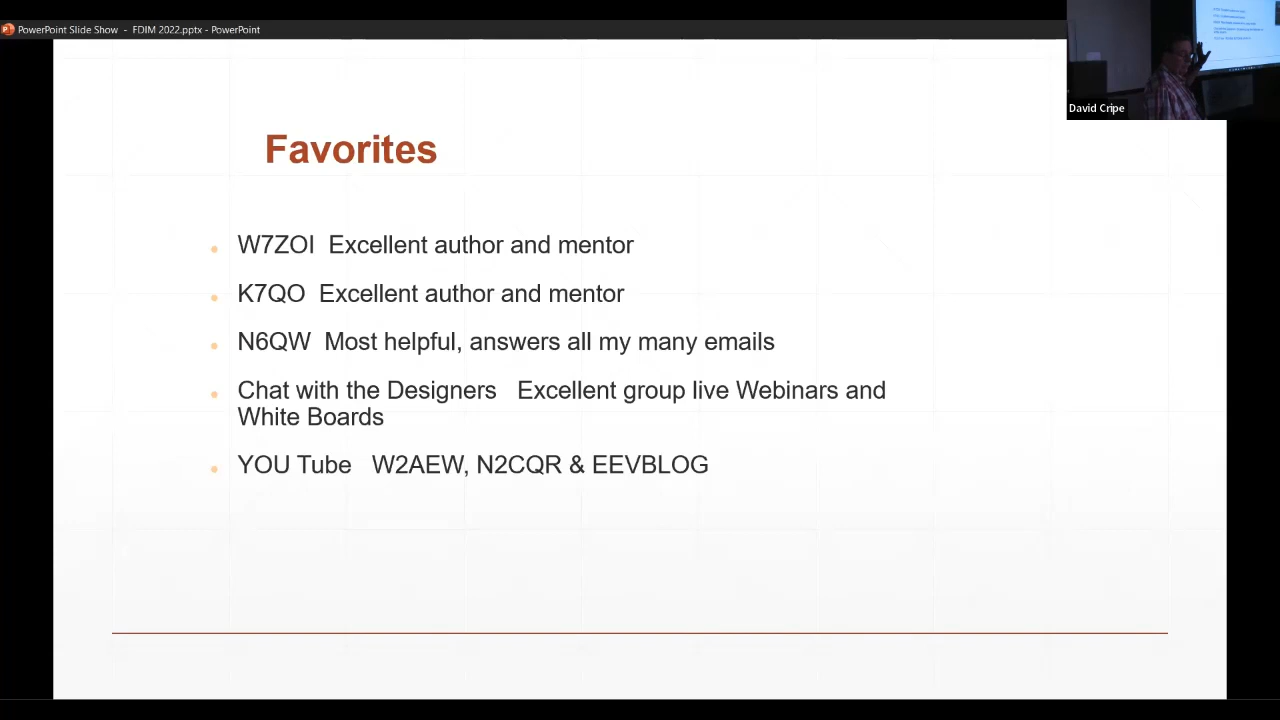 PowerPoint Slide Show - FDIM 2022.pptx - PowerPoint
David Cripe
Favorites
W7ZOI Excellent author and mentor
K7QO Excellent author and mentor
N6QW Most helpful, answers all my many emails
Chat with the Designers Excellent group live Webinars and
White Boards
YOU Tube W2AEW, N2CQR & EEVBLOG